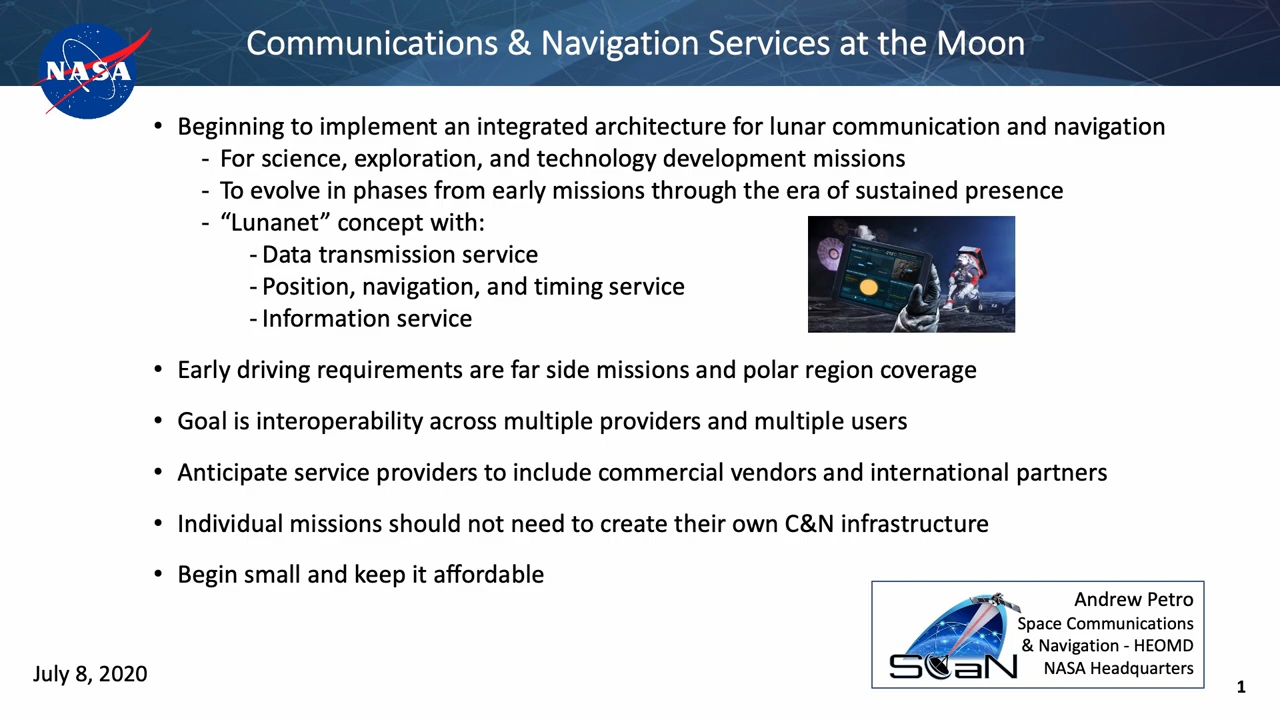 NASA
Communications & Navigation Services at the Moon
• Beginning to implement an integrated architecture for lunar communication and navigation
- For science, exploration, and technology development missions
- To evolve in phases from early missions through the era of sustained presence
- “Lunanet” concept with:
- Data transmission service
- Position, navigation, and timing service
- Information service
• Early driving requirements are far side missions and polar region coverage
• Goal is interoperability across multiple providers and multiple users
• Anticipate service providers to include commercial vendors and international partners
• Individual missions should not need to create their own C&N infrastructure
• Begin small and keep it affordable
SCaN
Andrew Petro
Space Communications
& Navigation - HEOMD
NASA Headquarters
July 8, 2020
1